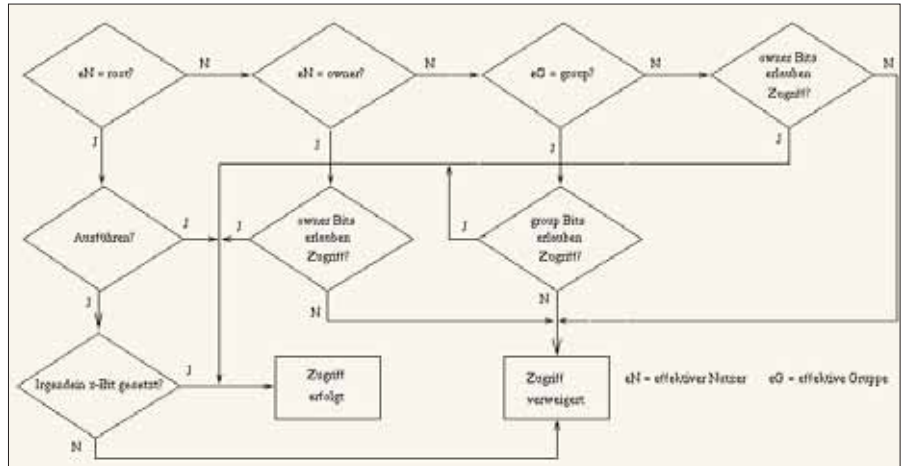 eN = root?
N
eN = owner?
N
eG = group?
N
owner Bits
erlauben
Zugriff?
N
J
J
J
J
Ausführen?
J
J
owner Bits
erlauben
Zugriff?
J
group Bits
erlauben
Zugriff?
J
N
N
Irgendein x-Bit gesetzt?
J
Zugriff
erfolgt
Zugriff
verweigert
eN = effektiver Nutzer
eG = effektive Gruppe
N